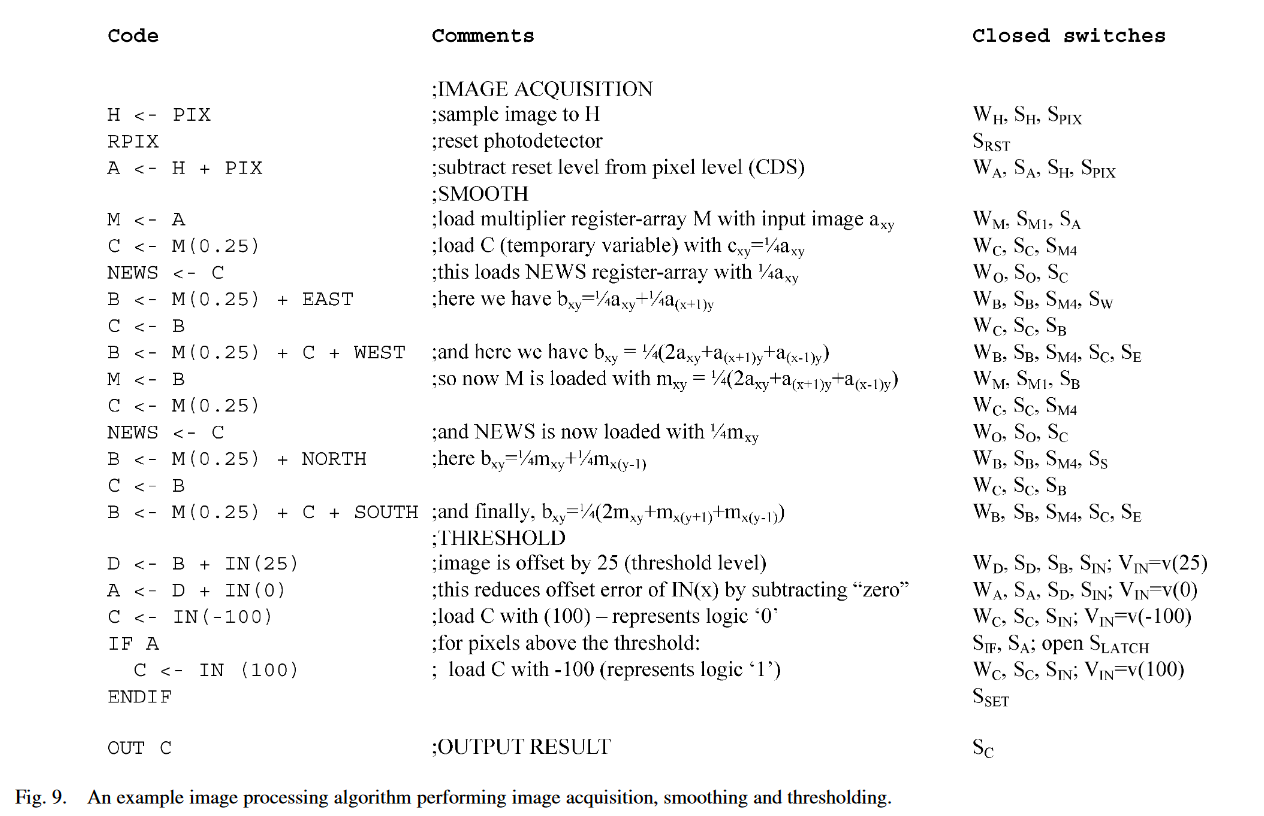 Code Comments Closed switches
;IMAGE ACQUISITION
H <- PIX ;sample image to H W_H, S_H, S_PIX
RPIX ;reset photodetector S_RST
A <- H + PIX ;subtract reset level from pixel level (CDS) W_A, S_A, S_H, S_PIX
;SMOOTH
M <- A ;load multiplier register-array M with input image a_xy W_M, S_M1, S_A
C <- M(0.25) ;load C (temporary variable) with c_xy=¼a_xy W_C, S_C, S_M4
NEWS <- C ;this loads NEWS register-array with ¼a_xy W_O, S_O, S_C
B <- M(0.25) + EAST ;here we have b_xy=¼a_xy+¼a_(x+1)y W_B, S_B, S_M4, S_W
C <- B W_C, S_C, S_B
B <- M(0.25) + C + WEST ;and here we have b_xy = ¼(2a_xy+a_(x+1)y+a_(x-1)y) W_B, S_B, S_M4, S_C, S_E
M <- B ;so now M is loaded with m_xy = ¼(2a_xy+a_(x+1)y+a_(x-1)y) W_M, S_M1, S_B
C <- M(0.25) W_C, S_C, S_M4
NEWS <- C ;and NEWS is now loaded with ¼m_xy W_O, S_O, S_C
B <- M(0.25) + NORTH ;here b_xy=¼m_xy+¼m_x(y-1) W_B, S_B, S_M4, S_S
C <- B W_C, S_C, S_B
B <- M(0.25) + C + SOUTH ;and finally, b_xy=¼(2m_xy+m_x(y+1)+m_x(y-1)) W_B, S_B, S_M4, S_C, S_E
;THRESHOLD
D <- B + IN(25) ;image is offset by 25 (threshold level) W_D, S_D, S_B, S_IN; V_IN=v(25)
A <- D + IN(0) ;this reduces offset error of IN(x) by subtracting “zero” W_A, S_A, S_D, S_IN; V_IN=v(0)
C <- IN(-100) ;load C with (100) – represents logic ‘0’ W_C, S_C, S_IN; V_IN=v(-100)
IF A ;for pixels above the threshold: S_IF, S_A; open S_LATCH
C <- IN (100) ; load C with -100 (represents logic ‘1’) W_C, S_C, S_IN; V_IN=v(100)
ENDIF S_SET
OUT C ;OUTPUT RESULT S_C
Fig. 9. An example image processing algorithm performing image acquisition, smoothing and thresholding.